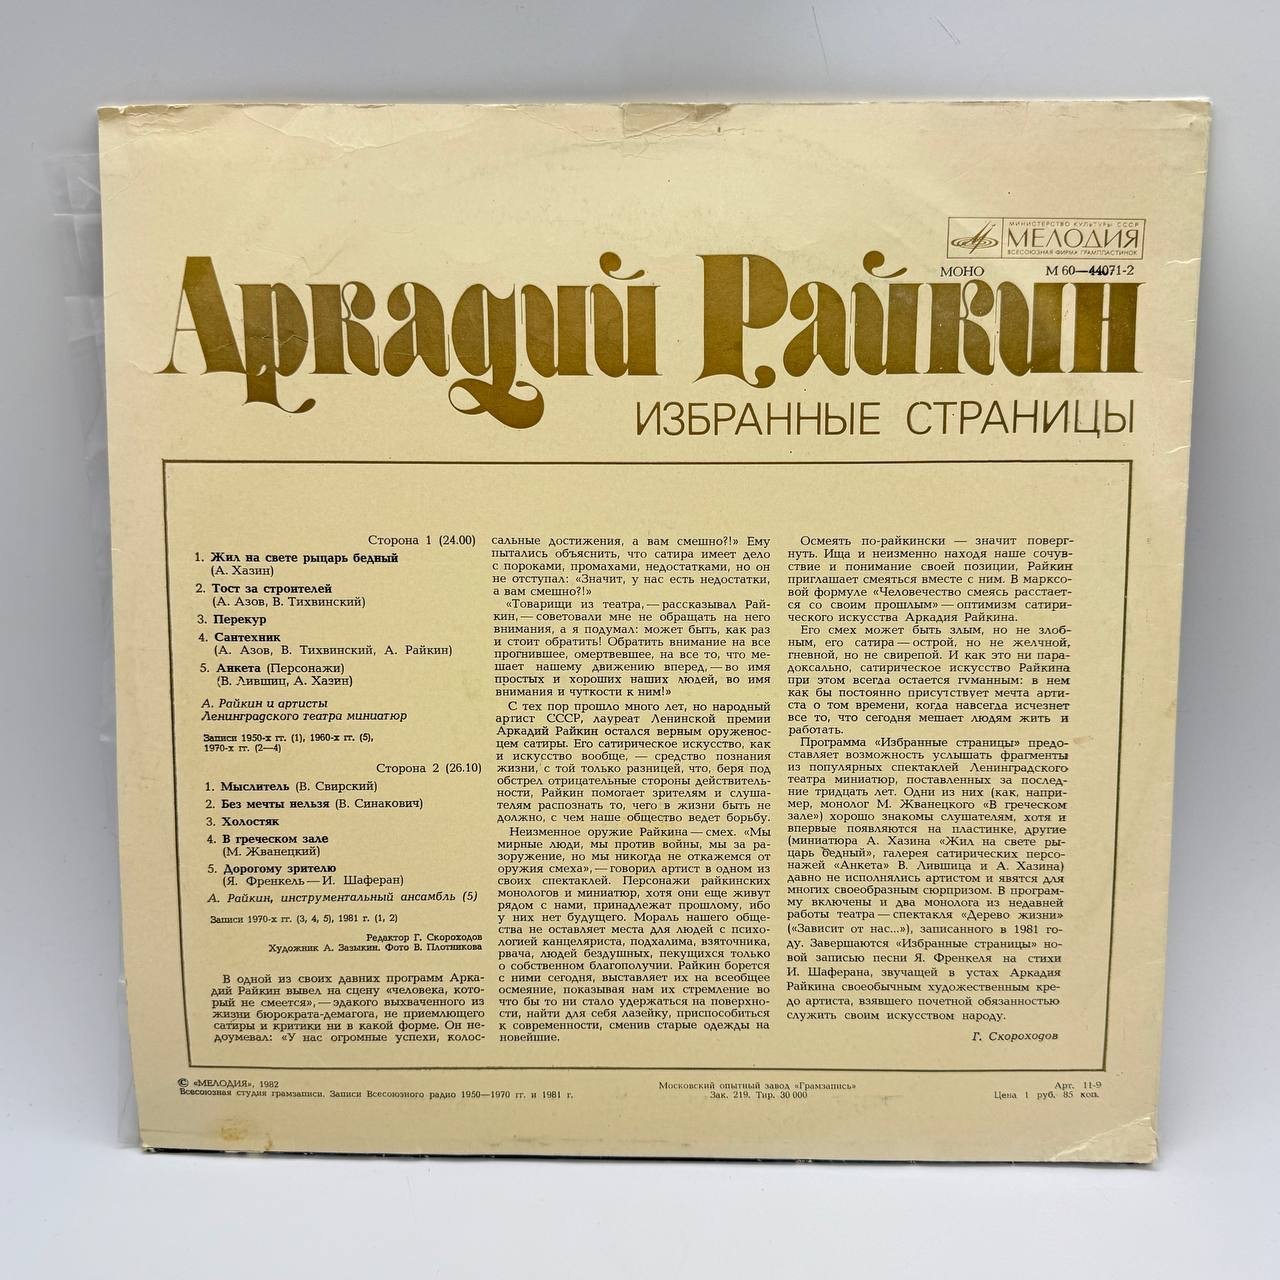 МИНИСТЕРСТВО КУЛЬТУРЫ СССР
МЕЛОДИЯ
ВСЕСОЮЗНАЯ ФИРМА ГРАМПЛАСТИНОК
МОНО М 60—44071-2
Аркадий Райкин
ИЗБРАННЫЕ СТРАНИЦЫ
Сторона 1 (24.00)
1. Жил на свете рыцарь бедный
(А. Хазин)
2. Тост за строителей
(А. Азов, В. Тихвинский)
3. Перекур
4. Сантехник
(А. Азов, В. Тихвинский, А. Райкин)
5. Анкета (Персонажи)
(В. Лившиц, А. Хазин)
А. Райкин и артисты
Ленинградского театра миниатюр
Записи 1950-х гг. (1), 1960-х гг. (5),
1970-х гг. (2—4)
Сторона 2 (26.10)
1. Мыслитель (В. Свирский)
2. Без мечты нельзя (В. Синакович)
3. Холостяк
4. В греческом зале
(М. Жванецкий)
5. Дорогому зрителю
(Я. Френкель — И. Шаферан)
А. Райкин, инструментальный ансамбль (5)
Записи 1970-х гг. (3, 4, 5), 1981 г. (1, 2)
Редактор Г. Скороходов
Художник А. Зазыкин. Фото В. Плотникова
В одной из своих давних программ Арка-
дий Райкин вывел на сцену «человека, кото-
рый не смеется», — эдакого выхваченного из
жизни бюрократа-демагога, не приемлющего
сатиры и критики ни в какой форме. Он не-
доумевал: «У нас огромные успехи, колос-
сальные достижения, а вам смешно?!» Ему
пытались объяснить, что сатира имеет дело
с пороками, промахами, недостатками, но он
не отступал: «Значит, у нас есть недостатки,
а вам смешно?!»
«Товарищи из театра, — рассказывал Рай-
кин, — советовали мне не обращать на него
внимания, а я подумал: может быть, как раз
и стоит обратить! Обратить внимание на все
прогнившее, омертвевшее, на все то, что ме-
шает нашему движению вперед, — во имя
простых и хороших наших людей, во имя
внимания и чуткости к ним!»
С тех пор прошло много лет, но народный
артист СССР, лауреат Ленинской премии
Аркадий Райкин остался верным оруженос-
цем сатиры. Его сатирическое искусство, как
и искусство вообще, — средство познания
жизни, с той только разницей, что, беря под
обстрел отрицательные стороны действитель-
ности, Райкин помогает зрителям и слуша-
телям распознать то, чего в жизни быть не
должно, с чем наше общество ведет борьбу.
Неизменное оружие Райкина — смех. «Мы
мирные люди, мы против войны, мы за ра-
зоружение, но мы никогда не откажемся от
оружия смеха», — говорил артист в одном из
своих спектаклей. Персонажи райкинских
монологов и миниатюр, хотя они еще живут
рядом с нами, принадлежат прошлому, ибо
у них нет будущего. Мораль нашего обще-
ства не оставляет места для людей с психо-
логией канцеляриста, подхалима, взяточника,
рвача, людей бездушных, пекущихся только
о собственном благополучии. Райкин борется
с ними сегодня, выставляет их на всеобщее
осмеяние, показывая нам их стремление во
что бы то ни стало удержаться на поверхно-
сти, найти для себя лазейку, приспособиться
к современности, сменив старые одежды на
новейшие.
Осмеять по-райкински — значит поверг-
нуть. Ища и неизменно находя наше сочув-
ствие и понимание своей позиции, Райкин
приглашает смеяться вместе с ним. В марксо-
вой формуле «Человечество смеясь расстает-
ся со своим прошлым» — оптимизм сатири-
ческого искусства Аркадия Райкина.
Его смех может быть злым, но не злоб-
ным, его сатира — острой, но не желчной,
гневной, но не свирепой. И как это ни пара-
доксально, сатирическое искусство Райкина
при этом всегда остается гуманным: в нем
как бы постоянно присутствует мечта арти-
ста о том времени, когда навсегда исчезнет
все то, что сегодня мешает людям жить и
работать.
Программа «Избранные страницы» предо-
ставляет возможность услышать фрагменты
из популярных спектаклей Ленинградского
театра миниатюр, поставленных за послед-
ние тридцать лет. Одни из них (как, напри-
мер, монолог М. Жванецкого «В греческом
зале») хорошо знакомы слушателям, хотя и
впервые появляются на пластинке, другие
(миниатюра А. Хазина «Жил на свете ры-
царь бедный», галерея сатирических персо-
нажей «Анкета» В. Лившица и А. Хазина)
давно не исполнялись артистом и явятся для
многих своеобразным сюрпризом. В програм-
му включены и два монолога из недавней
работы театра — спектакля «Дерево жизни»
(«Зависит от нас...»), записанного в 1981 го-
ду. Завершаются «Избранные страницы» но-
вой записью песни Я. Френкеля на стихи
И. Шаферана, звучащей в устах Аркадия
Райкина своеобразным художественным кре-
до артиста, взявшего почетной обязанностью
служить своим искусством народу.
Г. Скороходов
© «МЕЛОДИЯ», 1982
Всесоюзная студия грамзаписи. Записи Всесоюзного радио 1950—1970 гг. и 1981 г.
Московский опытный завод «Грамзапись»
Зак. 219. Тир. 30 000
Арт. 11-9
Цена 1 руб. 85 коп.